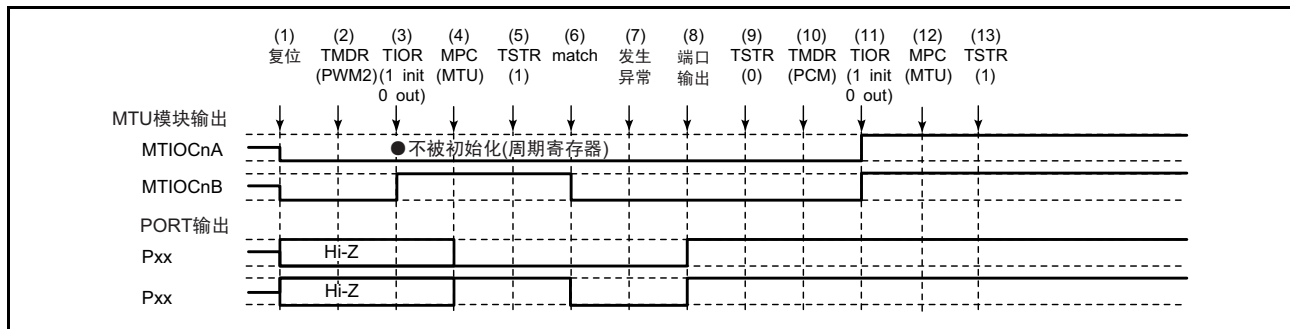 (1) (2) (3) (4) (5) (6) (7) (8) (9) (10) (11) (12) (13)
复位 TMDR TIOR MPC TSTR match 发生 端口 TSTR TMDR TIOR MPC TSTR
(PWM2) (1 init (MTU) (1) 异常 输出 (0) (PCM) (1 init (MTU) (1)
0 out) 0 out)
MTU模块输出
MTIOCnA
●不被初始化(周期寄存器)
MTIOCnB
PORT输出
Pxx Hi-Z
Pxx Hi-Z